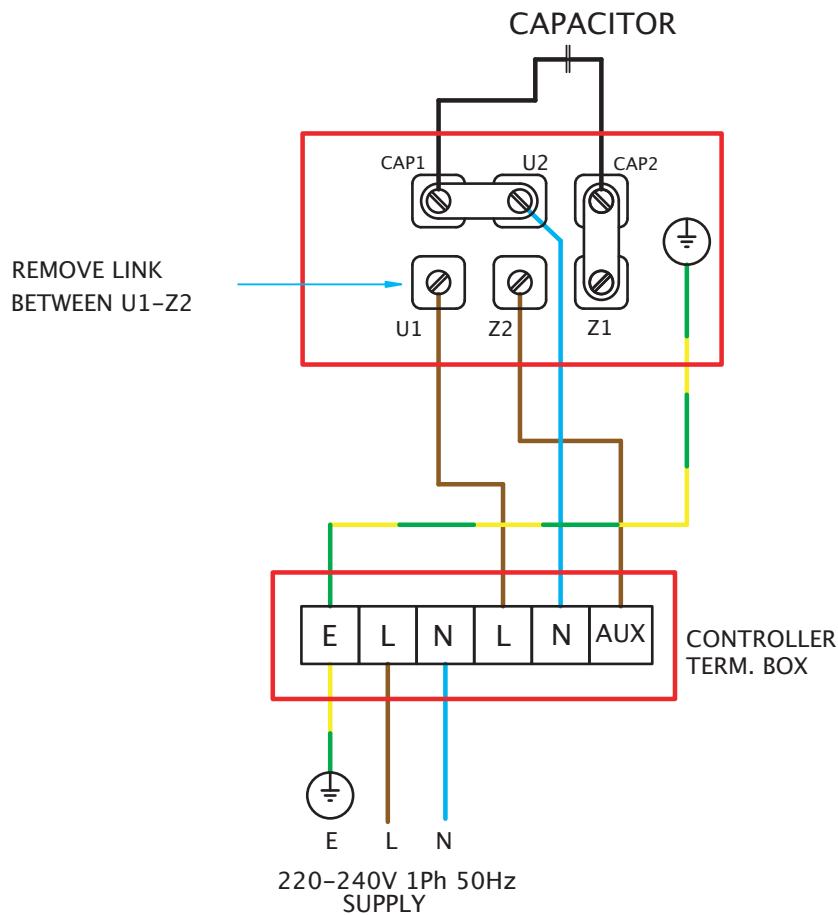 CAPACITOR
CAP1
U2
CAP2
REMOVE LINK
BETWEEN U1–Z2
U1
Z2
Z1
E
L
N
L
N
AUX
CONTROLLER
TERM. BOX
E
L
N
220–240V 1Ph 50Hz
SUPPLY